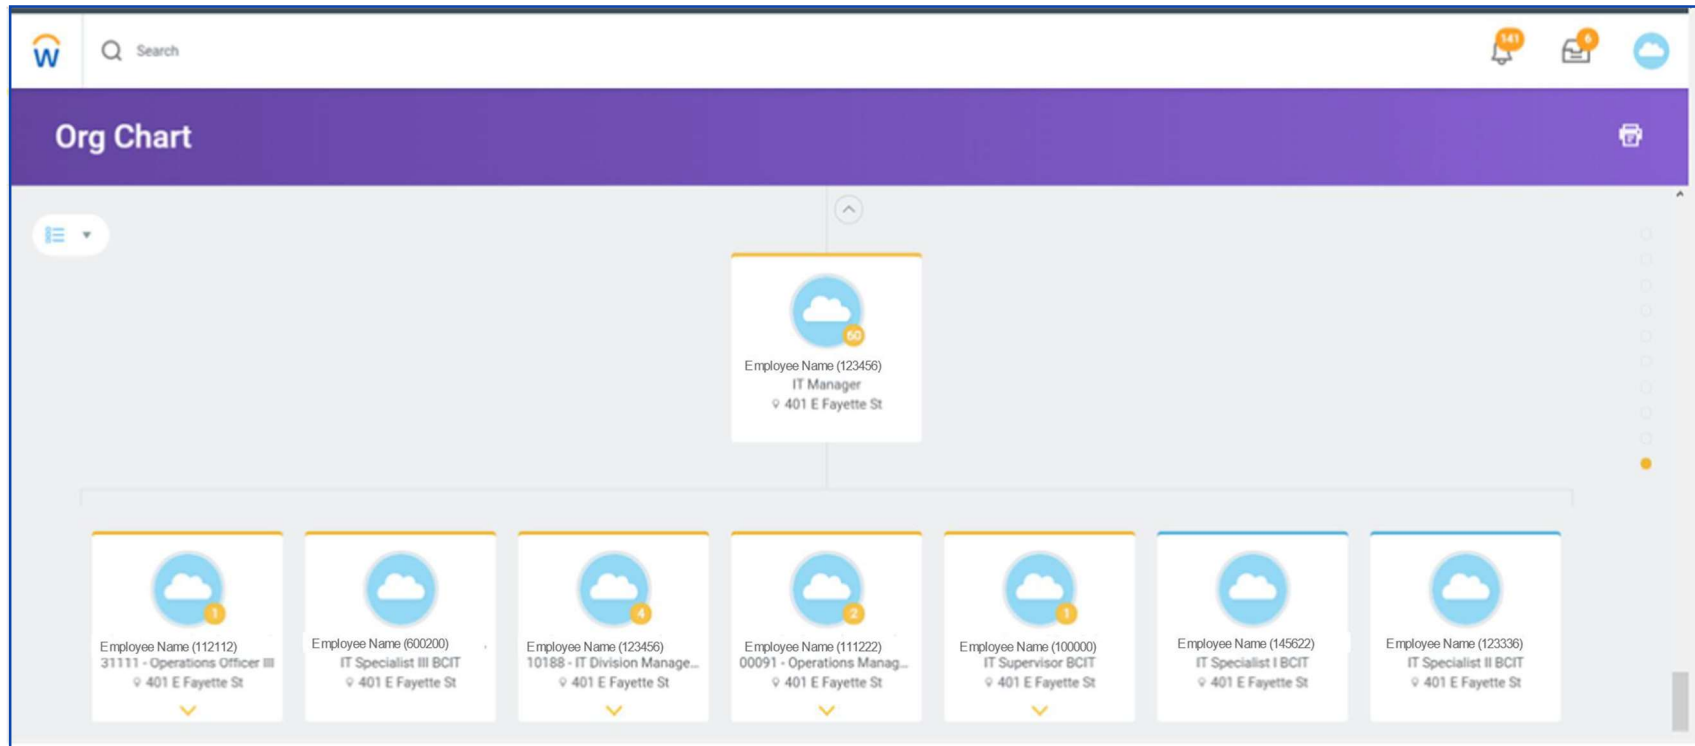 W
Search
141
6
Org Chart
60
Employee Name (123456)
IT Manager
401 E Fayette St
1
Employee Name (112112)
31111 - Operations Officer III
401 E Fayette St
Employee Name (600200)
IT Specialist III BCIT
401 E Fayette St
4
Employee Name (123456)
10188 - IT Division Manage...
401 E Fayette St
2
Employee Name (111222)
00091 - Operations Manag...
401 E Fayette St
1
Employee Name (100000)
IT Supervisor BCIT
401 E Fayette St
Employee Name (145622)
IT Specialist I BCIT
401 E Fayette St
Employee Name (123336)
IT Specialist II BCIT
401 E Fayette St